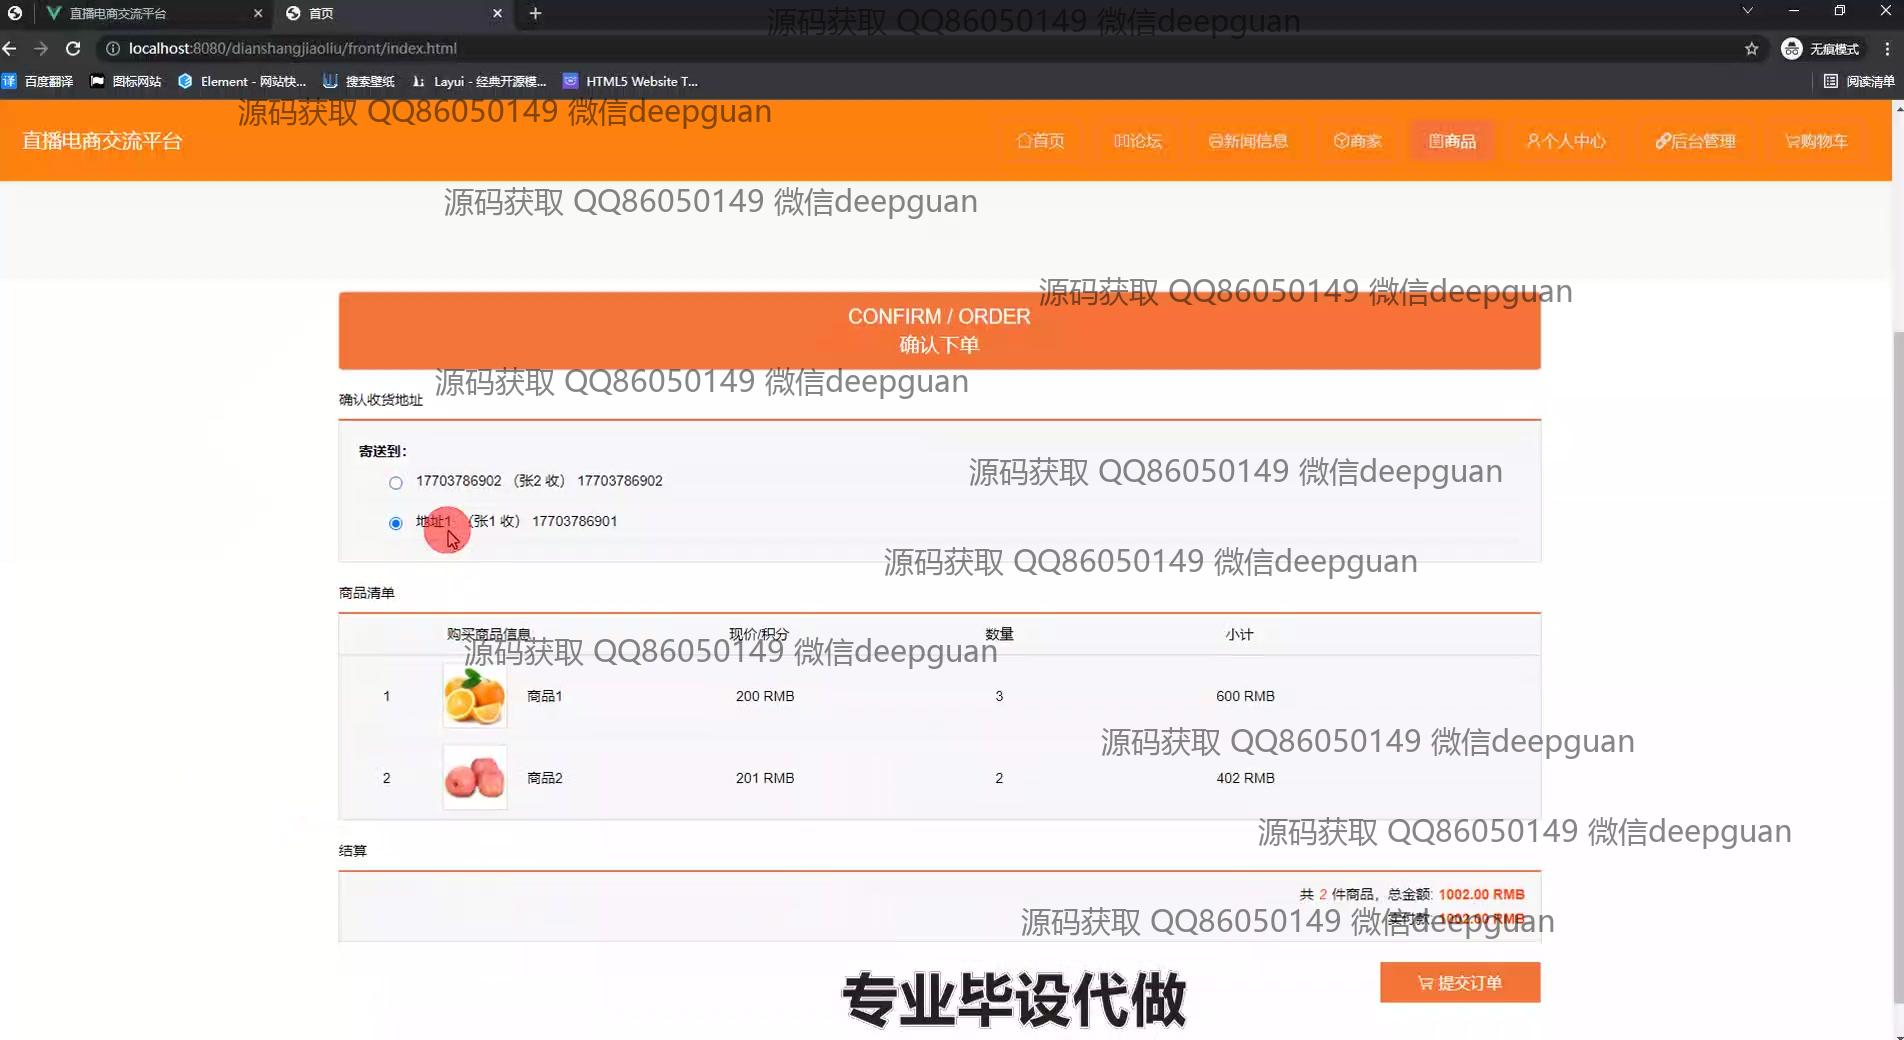 直播电商交流平台
首页
源码获取 QQ86050149 微信deepguan
localhost:8080/dianshangjiaoliu/front/index.html
无痕模式
译 百度翻译 图标网站 Element - 网站快... 搜索壁纸 Layui - 经典开源模... HTML5 Website T... 阅读清单
源码获取 QQ86050149 微信deepguan
直播电商交流平台 首页 论坛 新闻信息 商家 商品 个人中心 后台管理 购物车
源码获取 QQ86050149 微信deepguan
源码获取 QQ86050149 微信deepguan
CONFIRM / ORDER
确认下单
源码获取 QQ86050149 微信deepguan
确认收货地址
寄送到：
源码获取 QQ86050149 微信deepguan
17703786902 （张2 收） 17703786902
地址1 （张1 收） 17703786901
源码获取 QQ86050149 微信deepguan
商品清单
购买商品信息 现价/积分 数量 小计
源码获取 QQ86050149 微信deepguan
1 商品1 200 RMB 3 600 RMB
源码获取 QQ86050149 微信deepguan
2 商品2 201 RMB 2 402 RMB
源码获取 QQ86050149 微信deepguan
结算
共 2 件商品，总金额: 1002.00 RMB
实付款: 1002.00 RMB
源码获取 QQ86050149 微信deepguan
提交订单
专业毕设代做